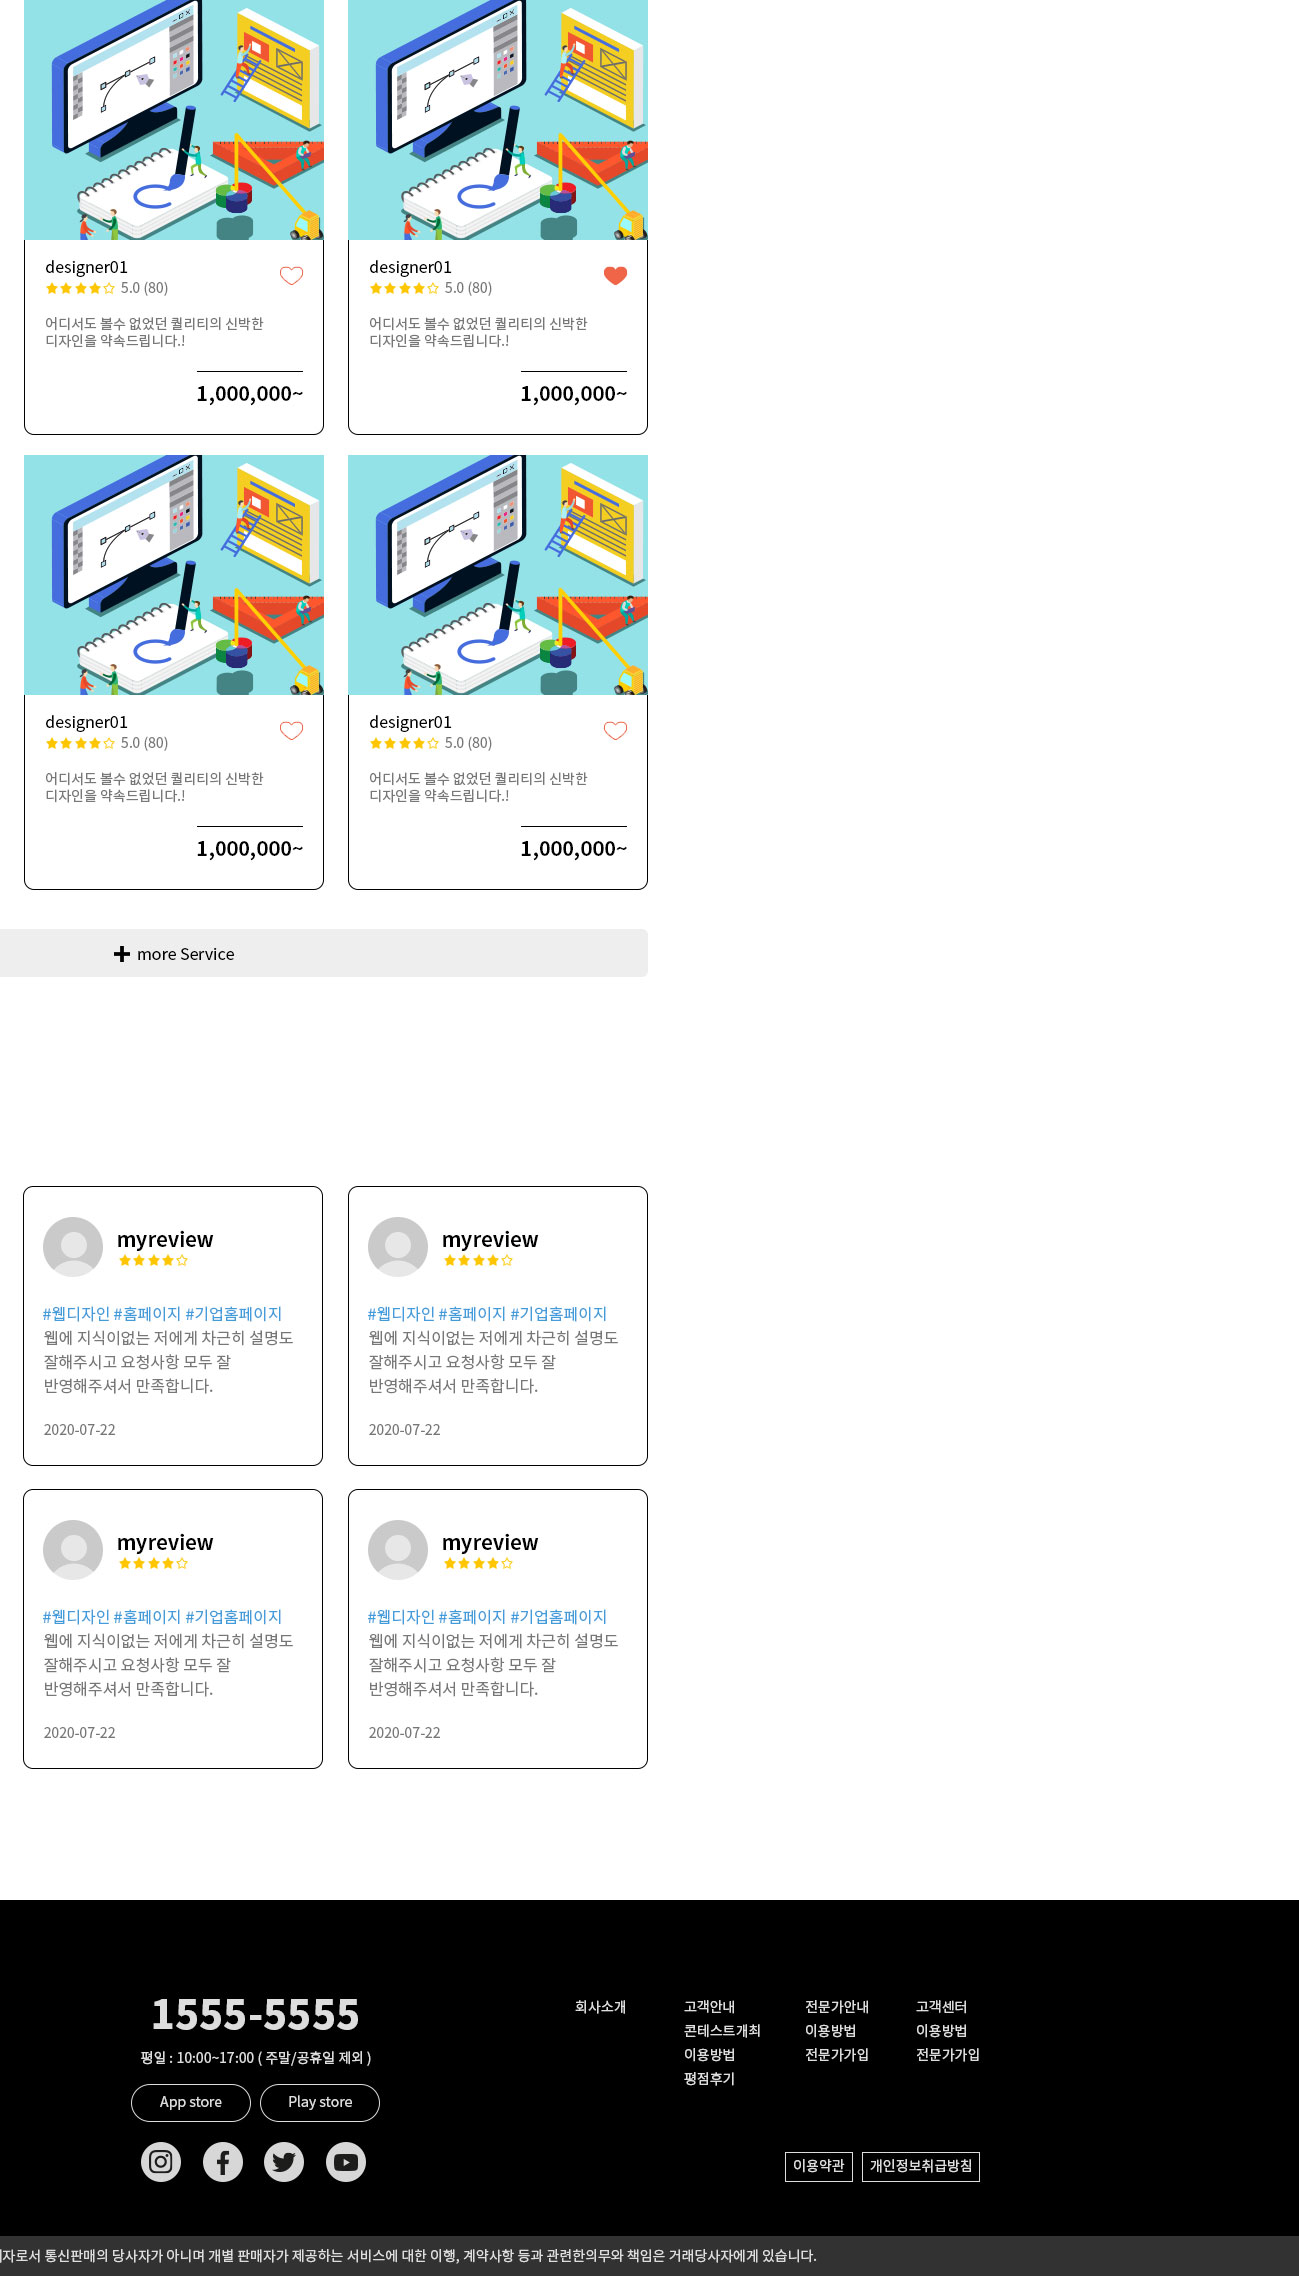 designer01
5.0 (80)
어디서도 볼수 없었던 퀄리티의 신박한
디자인을 약속드립니다.!
1,000,000~
designer01
5.0 (80)
어디서도 볼수 없었던 퀄리티의 신박한
디자인을 약속드립니다.!
1,000,000~
designer01
5.0 (80)
어디서도 볼수 없었던 퀄리티의 신박한
디자인을 약속드립니다.!
1,000,000~
designer01
5.0 (80)
어디서도 볼수 없었던 퀄리티의 신박한
디자인을 약속드립니다.!
1,000,000~
more Service
myreview
#웹디자인 #홈페이지 #기업홈페이지
웹에 지식이없는 저에게 차근히 설명도
잘해주시고 요청사항 모두 잘
반영해주셔서 만족합니다.
2020-07-22
myreview
#웹디자인 #홈페이지 #기업홈페이지
웹에 지식이없는 저에게 차근히 설명도
잘해주시고 요청사항 모두 잘
반영해주셔서 만족합니다.
2020-07-22
myreview
#웹디자인 #홈페이지 #기업홈페이지
웹에 지식이없는 저에게 차근히 설명도
잘해주시고 요청사항 모두 잘
반영해주셔서 만족합니다.
2020-07-22
myreview
#웹디자인 #홈페이지 #기업홈페이지
웹에 지식이없는 저에게 차근히 설명도
잘해주시고 요청사항 모두 잘
반영해주셔서 만족합니다.
2020-07-22
1555-5555
평일 : 10:00~17:00 ( 주말/공휴일 제외 )
App store
Play store
회사소개
고객안내
콘테스트개최
이용방법
평점후기
전문가안내
이용방법
전문가가입
고객센터
이용방법
전문가가입
이용약관
개인정보취급방침
통신판매의 당사자가 아니며 개별 판매자가 제공하는 서비스에 대한 이행, 계약사항 등과 관련한의무와 책임은 거래당사자에게 있습니다.